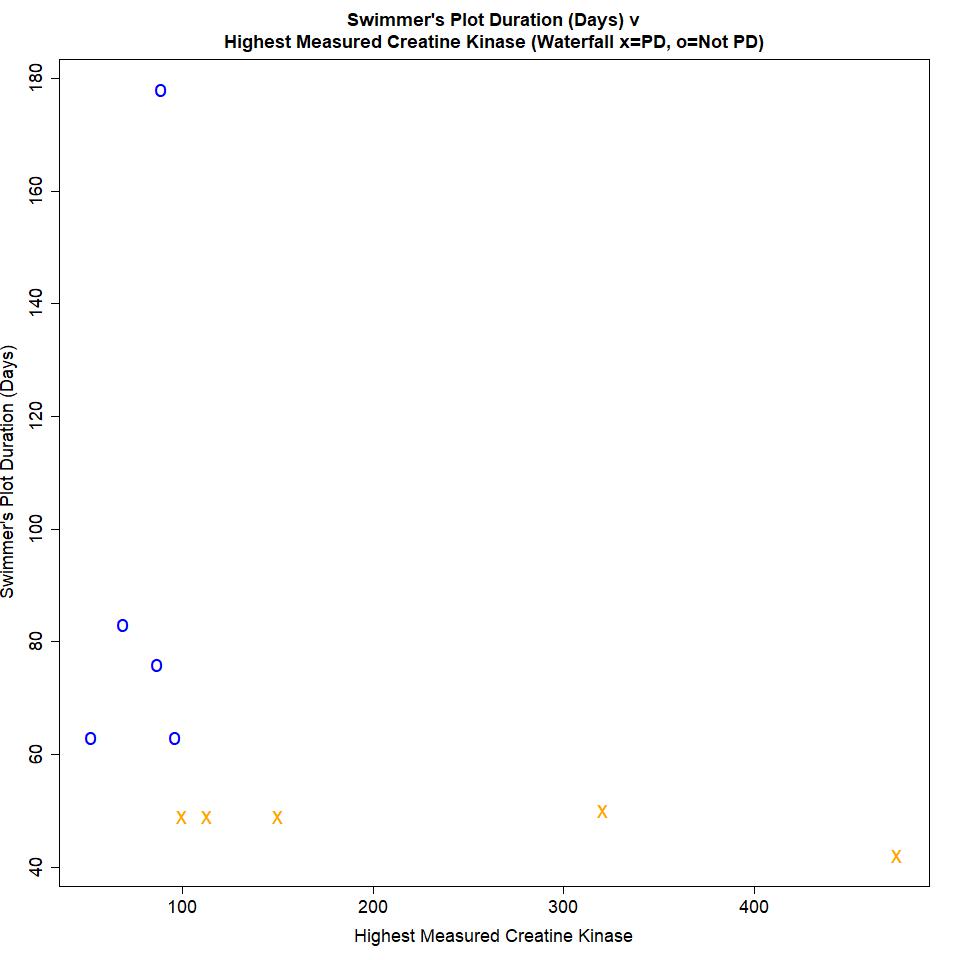 Swimmer's Plot Duration (Days) v
Highest Measured Creatine Kinase (Waterfall x=PD, o=Not PD)
Swimmer's Plot Duration (Days)
180
160
140
120
100
80
60
40
o
o
o
o
o
x
x
x
x
x
100
200
300
400
Highest Measured Creatine Kinase